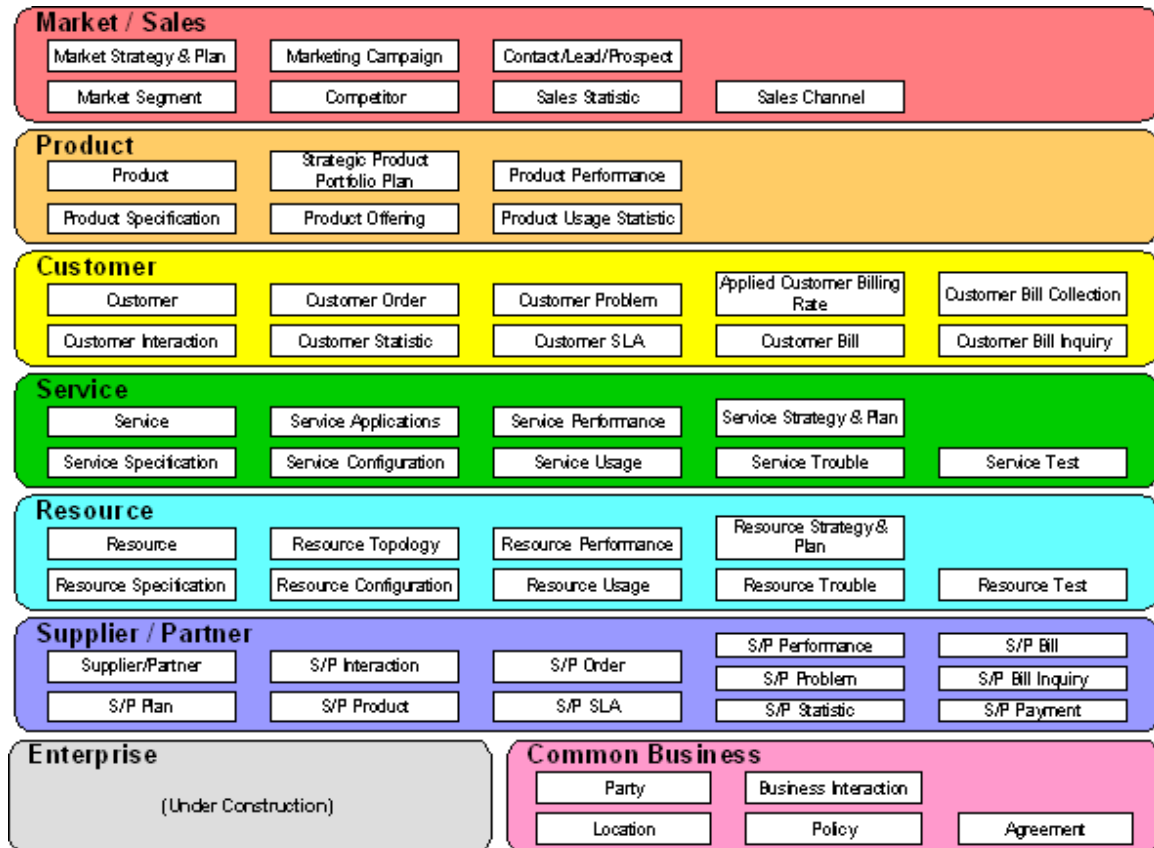 Market / Sales
Market Strategy & Plan
Marketing Campaign
Contact/Lead/Prospect
Market Segment
Competitor
Sales Statistic
Sales Channel
Product
Product
Strategic Product
Portfolio Plan
Product Performance
Product Specification
Product Offering
Product Usage Statistic
Customer
Customer
Customer Order
Customer Problem
Applied Customer Billing
Rate
Customer Bill Collection
Customer Interaction
Customer Statistic
Customer SLA
Customer Bill
Customer Bill Inquiry
Service
Service
Service Applications
Service Performance
Service Strategy & Plan
Service Specification
Service Configuration
Service Usage
Service Trouble
Service Test
Resource
Resource
Resource Topology
Resource Performance
Resource Strategy &
Plan
Resource Specification
Resource Configuration
Resource Usage
Resource Trouble
Resource Test
Supplier / Partner
Supplier/Partner
S/P Interaction
S/P Order
S/P Performance
S/P Bill
S/P Problem
S/P Bill Inquiry
S/P Plan
S/P Product
S/P SLA
S/P Statistic
S/P Payment
Enterprise
(Under Construction)
Common Business
Party
Business Interaction
Location
Policy
Agreement